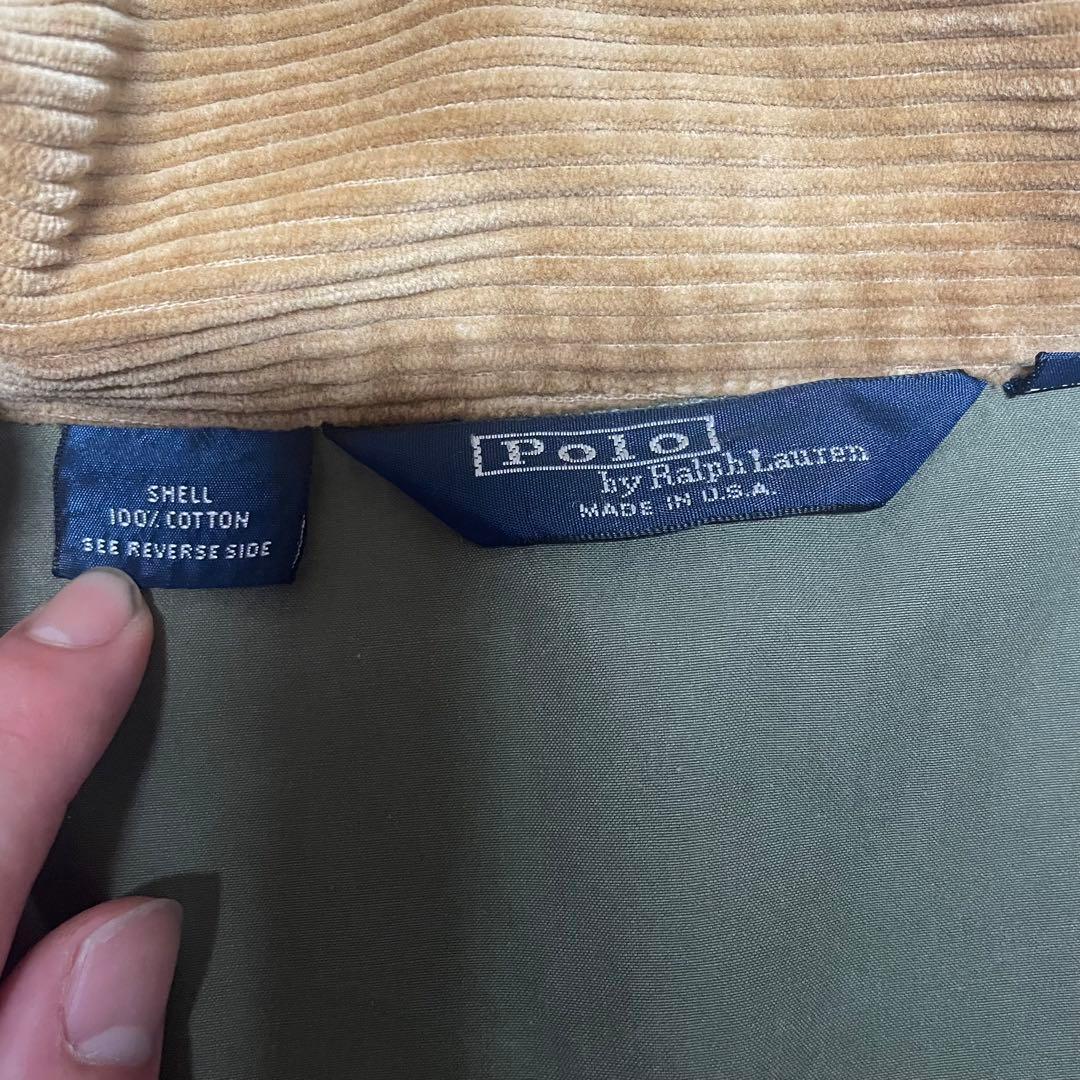 SHELL
100% COTTON
SEE REVERSE SIDE
Polo
by Ralph Lauren
MADE IN U.S.A.